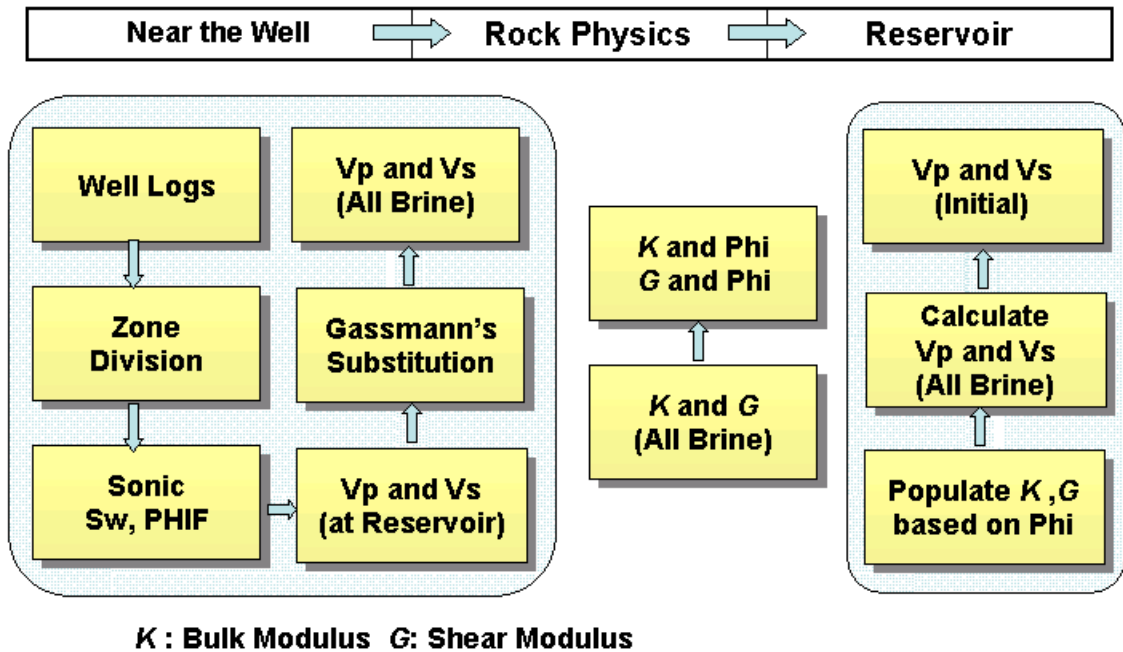 Near the Well
Rock Physics
Reservoir
Well Logs
Zone
Division
Sonic
Sw, PHIF
Vp and Vs
(All Brine)
Gassmann's
Substitution
Vp and Vs
(at Reservoir)
K and Phi
G and Phi
K and G
(All Brine)
Vp and Vs
(Initial)
Calculate
Vp and Vs
(All Brine)
Populate K ,G
based on Phi
K : Bulk Modulus G: Shear Modulus